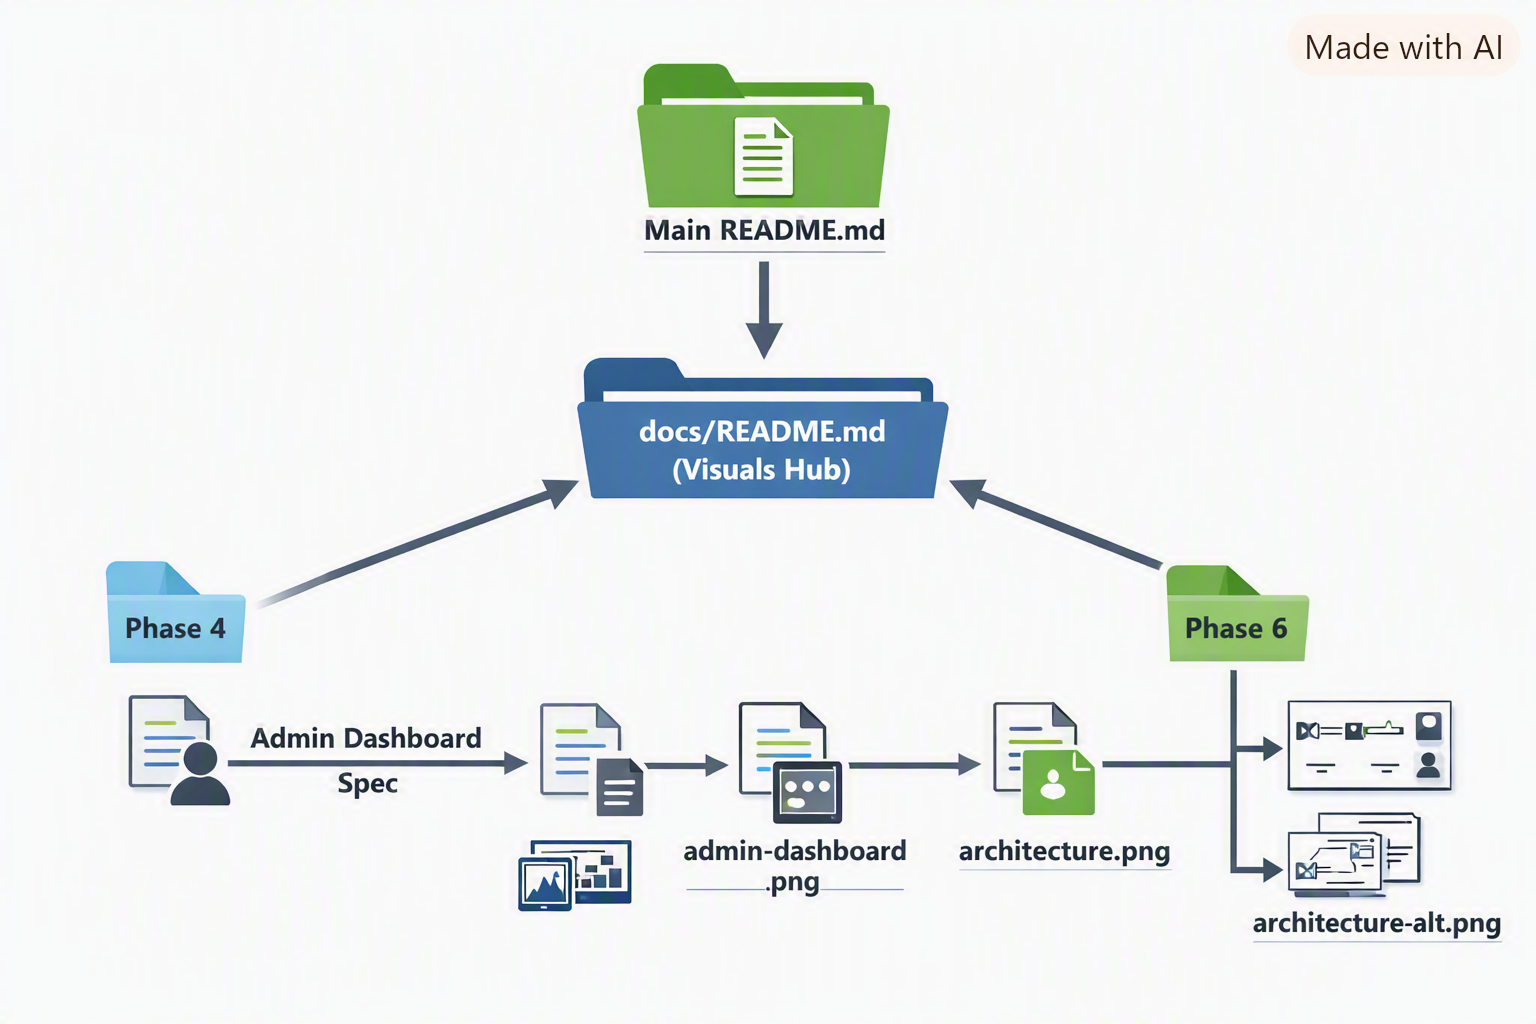 Made with AI
Main README.md
docs/README.md
(Visuals Hub)
Phase 4
Phase 6
Admin Dashboard
Spec
admin-dashboard
.png
architecture.png
architecture-alt.png